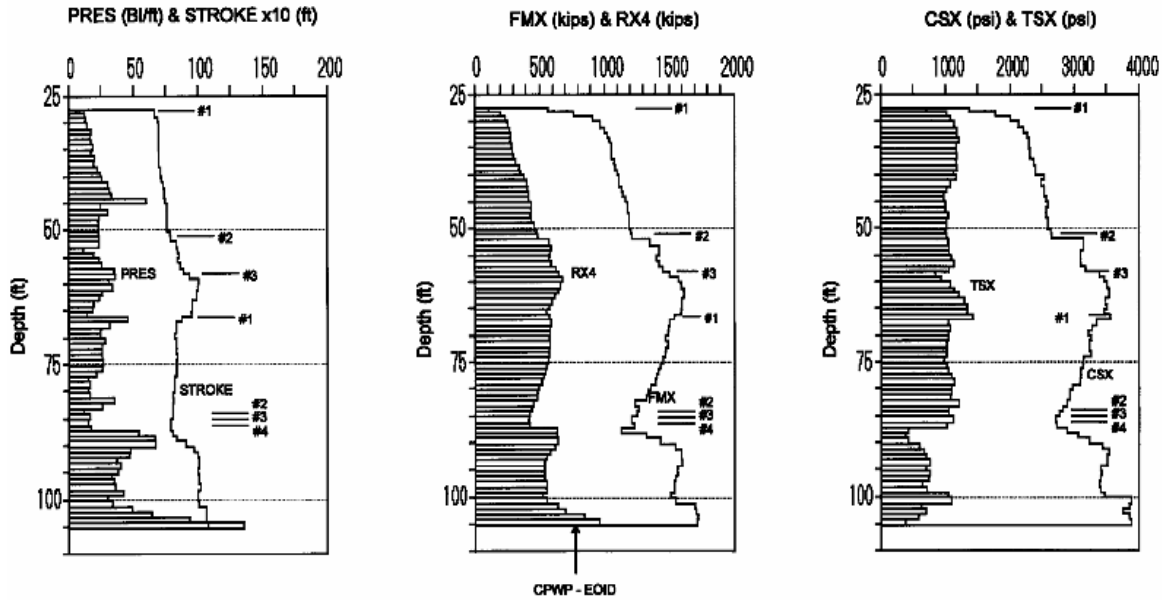 PRES (Bl/ft) & STROKE x10 (ft)
0 50 100 150 200
25
50
75
100
Depth (ft)
#1
#2
PRES
#3
#1
STROKE
#2
#3
#4
FMX (kips) & RX4 (kips)
0 500 1000 1500 2000
25
50
75
100
Depth (ft)
#1
#2
RX4
#3
#1
FMX
#2
#3
#4
CPWP - EOID
CSX (psi) & TSX (psi)
0 1000 2000 3000 4000
25
50
75
100
Depth (ft)
#1
#2
#3
TSX
#1
CSX
#2
#3
#4